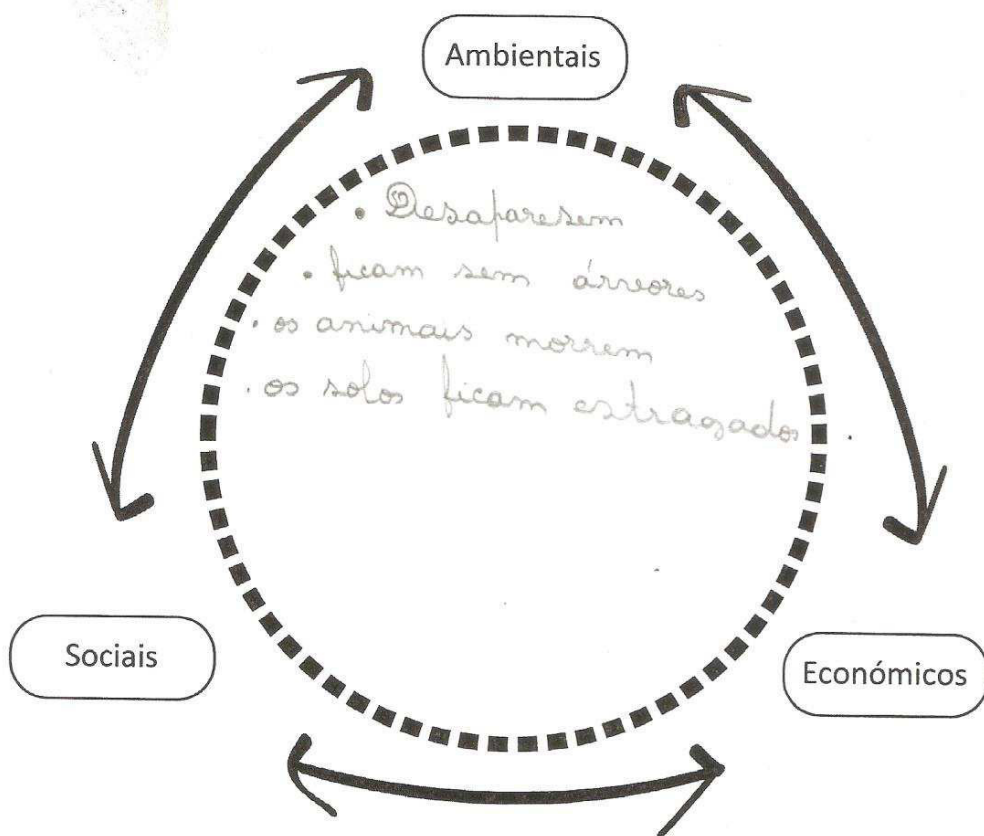 Ambientais
• Desaparesem
• ficam sem árvores
• os animais morrem
• os solos ficam estragados.
Sociais
Económicos